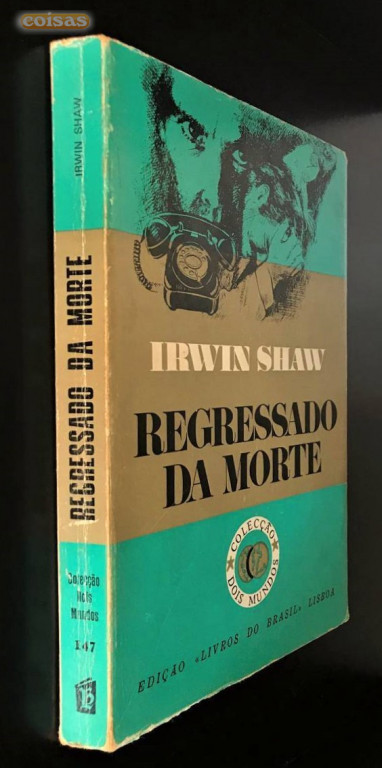 coisas
IRWIN SHAW
REGRESSADO DA MORTE
Colecção
Dois
Mundos
147
IRWIN SHAW
REGRESSADO
DA MORTE
COLECÇÃO
DOIS MUNDOS
EDIÇÃO «LIVROS DO BRASIL» LISBOA